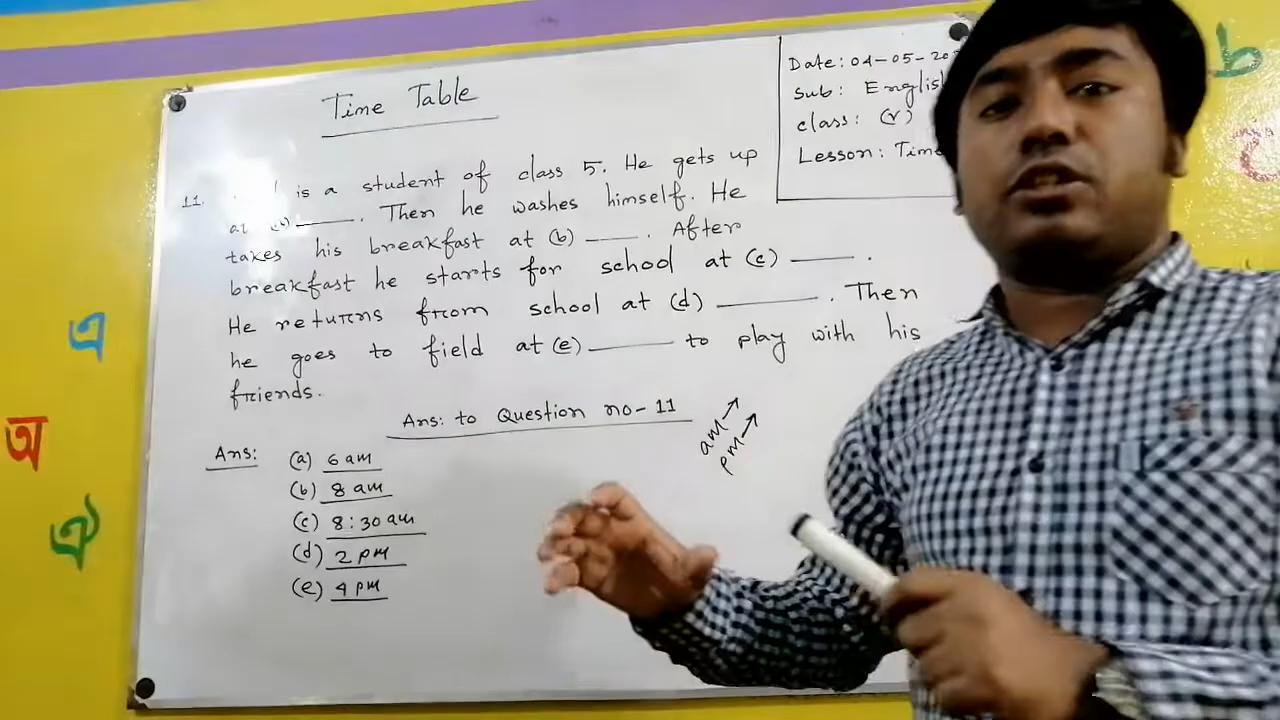 Time Table
Date: 04-05-20
Sub: English
class: (V)
Lesson: Time
11. is a student of class 5. He gets up
at ______. Then he washes himself. He
takes his breakfast at (b) ______. After
breakfast he starts for school at (c) ______.
He returns from school at (d) ______. Then
he goes to field at (e) ______ to play with his
friends.
Ans: to Question no-11
am→
pm→
Ans: (a) 6 am
(b) 8 am
(c) 8:30 am
(d) 2 pm
(e) 4 pm
এ
অ
ঐ